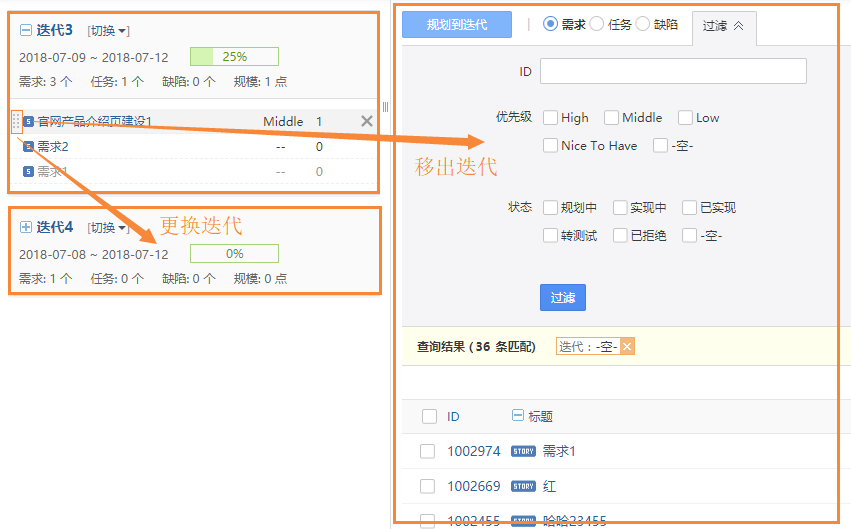 迭代3 [切换]
2018-07-09 ~ 2018-07-12 25%
需求: 3 个 任务: 1 个 缺陷: 0 个 规模: 1 点
S 官网产品介绍页建设1 Middle 1
S 需求2 -- 0
S 需求1 -- 0
更换迭代
迭代4 [切换]
2018-07-08 ~ 2018-07-12 0%
需求: 1 个 任务: 0 个 缺陷: 0 个 规模: 0 点
规划到迭代 | 需求 任务 缺陷 过滤
ID
优先级 High Middle Low
Nice To Have -空-
移出迭代
状态 规划中 实现中 已实现
转测试 已拒绝 -空-
过滤
查询结果 ( 36 条匹配) 迭代：-空-
ID 标题
1002974 STORY 需求1
1002669 STORY 红
1002455 STORY 哈哈23455